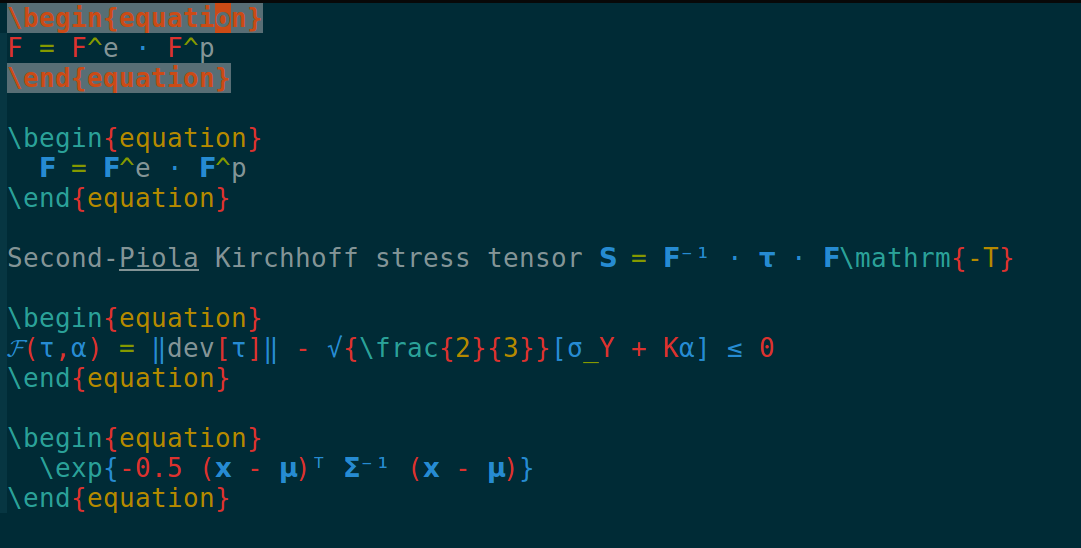 \begin{equation}
F = F^e · F^p
\end{equation}

\begin{equation}
  𝐅 = 𝐅^e · 𝐅^p
\end{equation}

Second-Piola Kirchhoff stress tensor 𝐒 = 𝐅⁻¹ · 𝛕 · 𝐅\mathrm{-T}

\begin{equation}
ℱ(τ,α) = ‖dev[τ]‖ - √{\frac{2}{3}}[σ_Y + Kα] ≤ 0
\end{equation}

\begin{equation}
  \exp{-0.5 (𝐱 - 𝛍)ᵀ 𝚺⁻¹ (𝐱 - 𝛍)}
\end{equation}